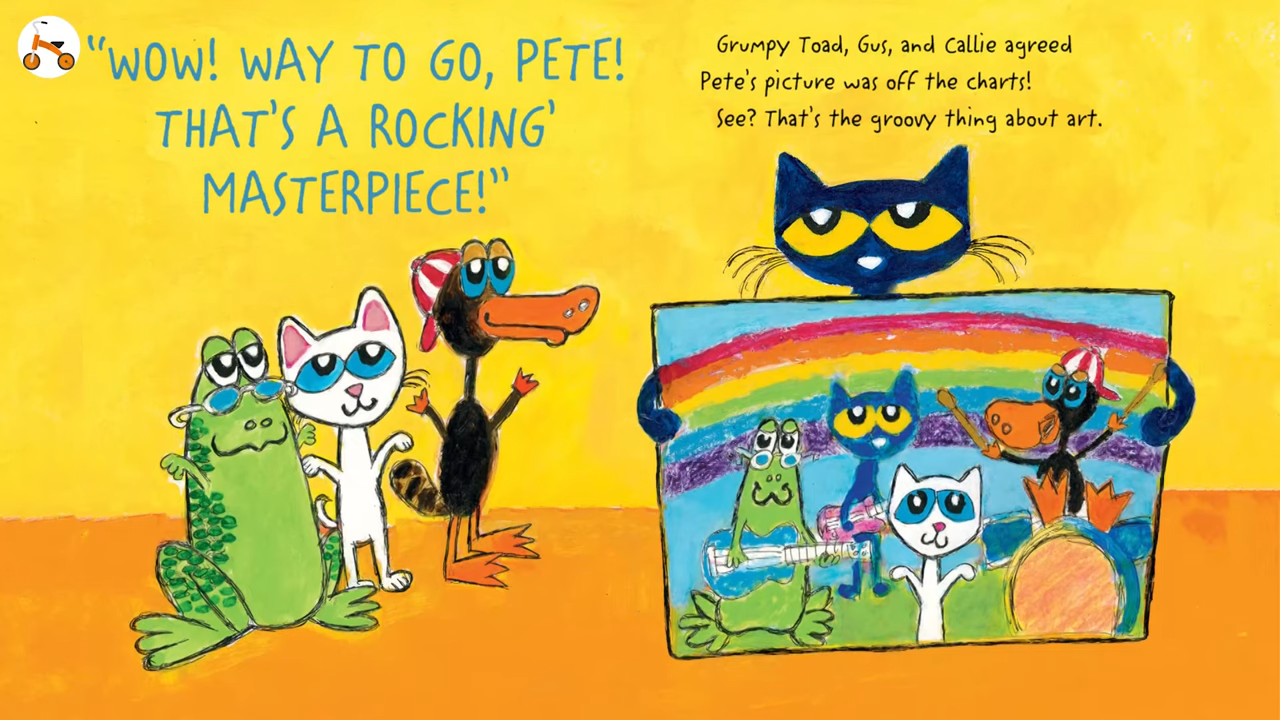 “WOW! WAY TO GO, PETE!
THAT'S A ROCKING'
MASTERPIECE!”
Grumpy Toad, Gus, and Callie agreed
Pete's picture was off the charts!
See? That's the groovy thing about art.